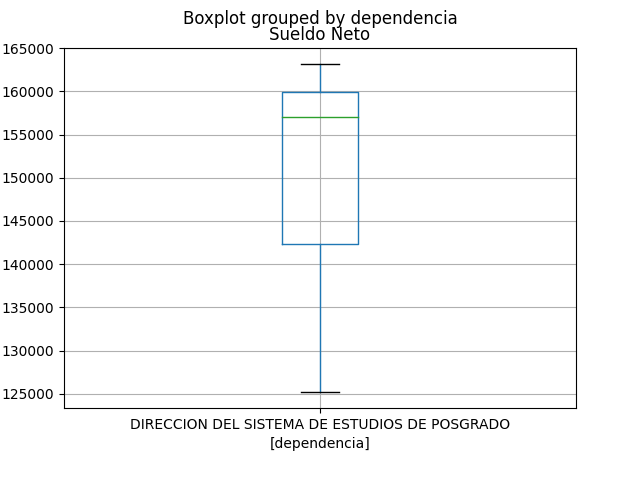 Boxplot grouped by dependencia
Sueldo Neto
165000
160000
155000
150000
145000
140000
135000
130000
125000
DIRECCION DEL SISTEMA DE ESTUDIOS DE POSGRADO
[dependencia]